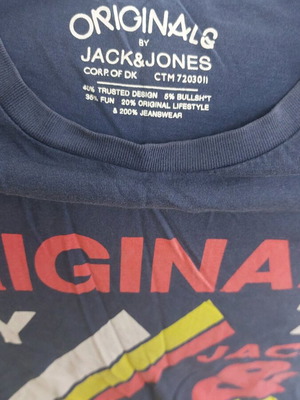 ORIGINALS
BY
JACK&JONES
CORP. OF DK CTM 7203011
40% TRUSTED DESIGN 5% BULLSH*T
35% FUN 20% ORIGINAL LIFESTYLE
& 200% JEANSWEAR
RIGINA
Y
JAC